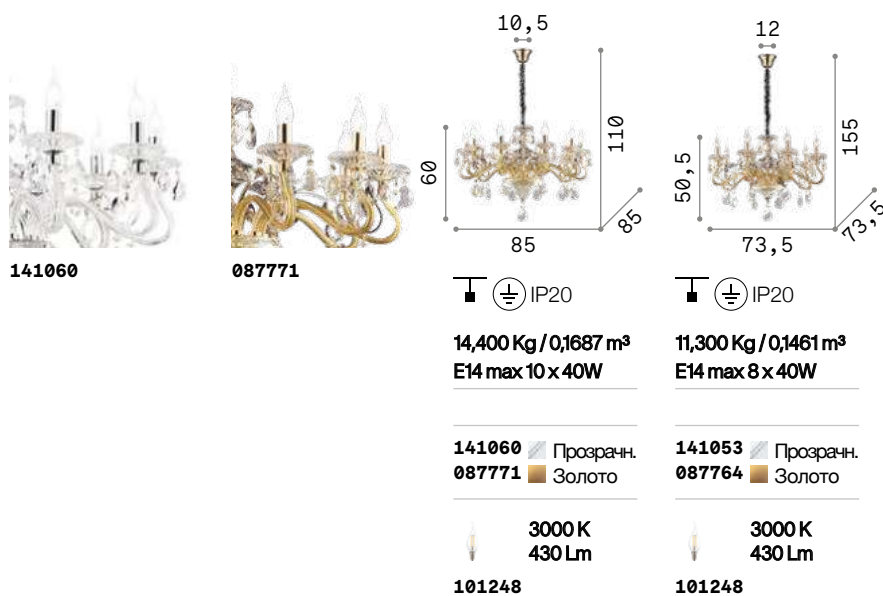 141060
087771
10,5
110
60
85
85
IP20
14,400 Kg / 0,1687 m³
E14 max 10 x 40W
141060 Прозрачн.
087771 Золото
3000 K
430 Lm
101248
12
155
50,5
73,5
73,5
IP20
11,300 Kg / 0,1461 m³
E14 max 8 x 40W
141053 Прозрачн.
087764 Золото
3000 K
430 Lm
101248